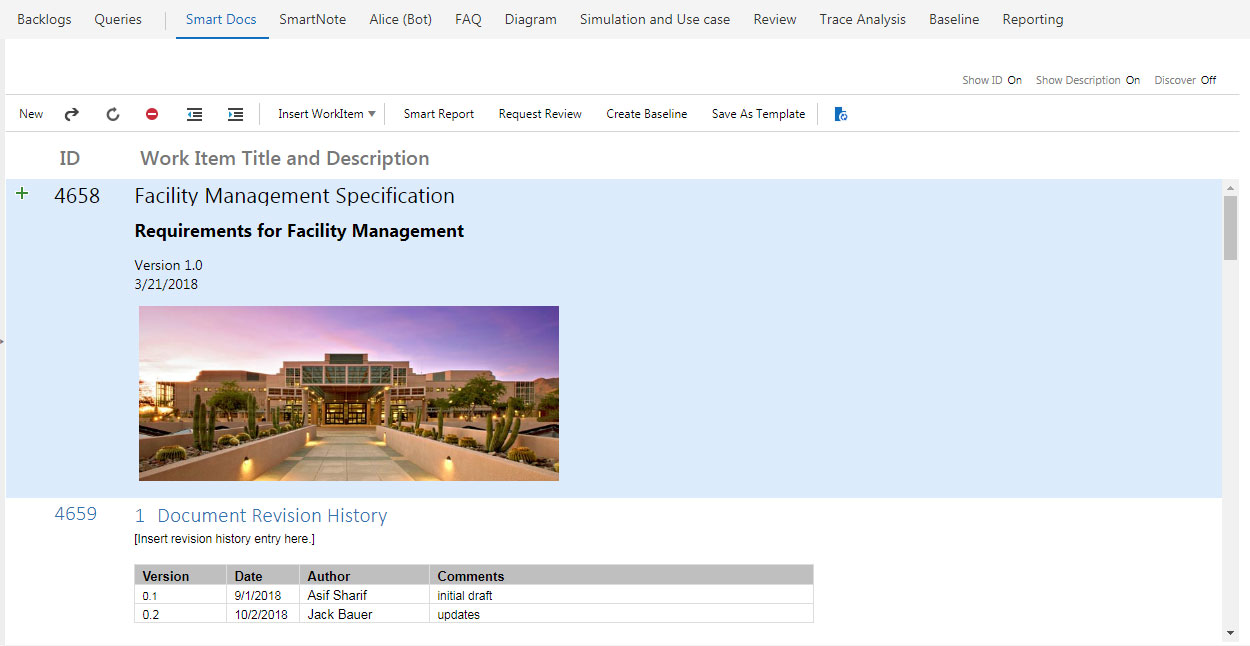 Backlogs Queries Smart Docs SmartNote Alice (Bot) FAQ Diagram Simulation and Use case Review Trace Analysis Baseline Reporting
Show ID On Show Description On Discover Off
New Insert WorkItem Smart Report Request Review Create Baseline Save As Template
ID Work Item Title and Description
4658 Facility Management Specification
Requirements for Facility Management
Version 1.0
3/21/2018
4659 1 Document Revision History
[Insert revision history entry here.]
Version Date Author Comments
0.1 9/1/2018 Asif Sharif initial draft
0.2 10/2/2018 Jack Bauer updates